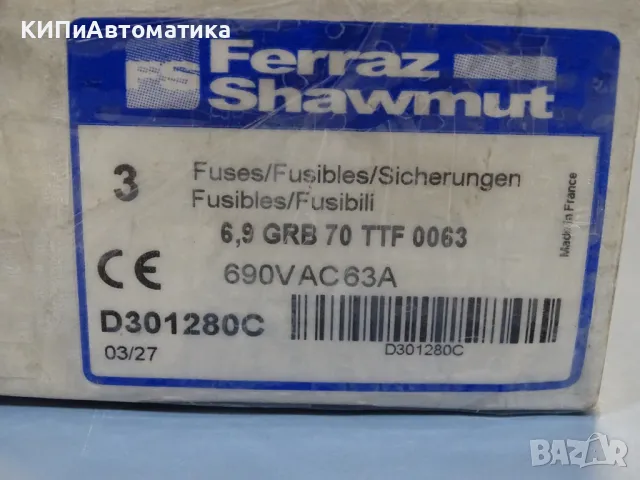 КИПиАвтоматика
FS Ferraz
Shawmut
3 Fuses/Fusibles/Sicherungen
Fusibles/Fusibili
6,9 GRB 70 TTF 0063
CE 690VAC63A
D301280C
03/27
D301280C
Made in France
BAZAR